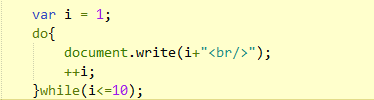 var i = 1;
do{
document.write(i+"<br/>");
++i;
}while(i<=10);